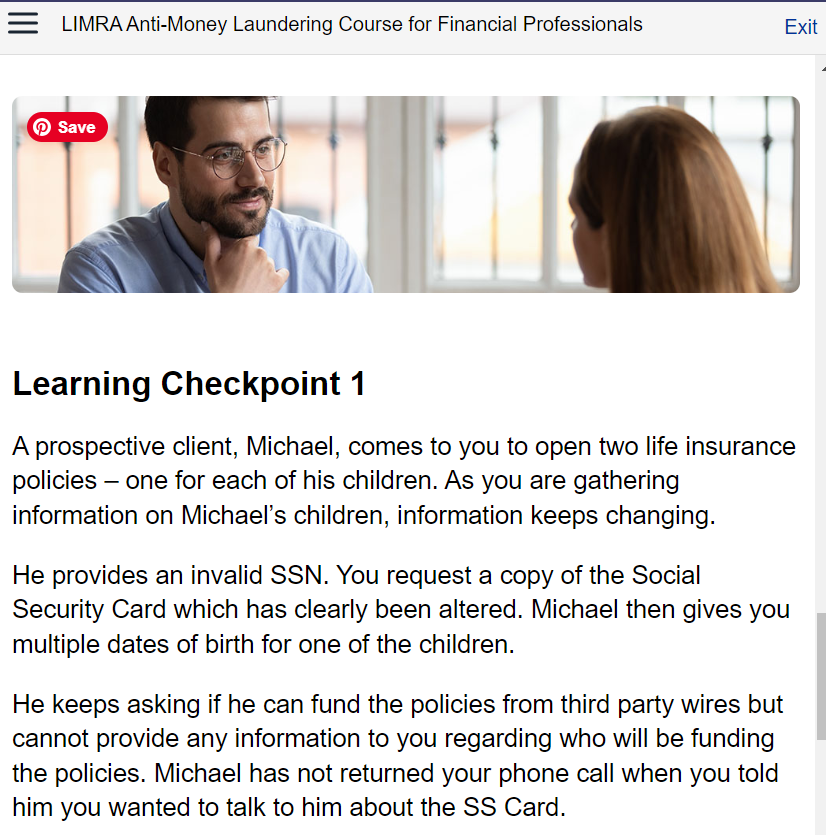 LIMRA Anti-Money Laundering Course for Financial Professionals
Exit
Save
Learning Checkpoint 1
A prospective client, Michael, comes to you to open two life insurance
policies – one for each of his children. As you are gathering
information on Michael’s children, information keeps changing.
He provides an invalid SSN. You request a copy of the Social
Security Card which has clearly been altered. Michael then gives you
multiple dates of birth for one of the children.
He keeps asking if he can fund the policies from third party wires but
cannot provide any information to you regarding who will be funding
the policies. Michael has not returned your phone call when you told
him you wanted to talk to him about the SS Card.